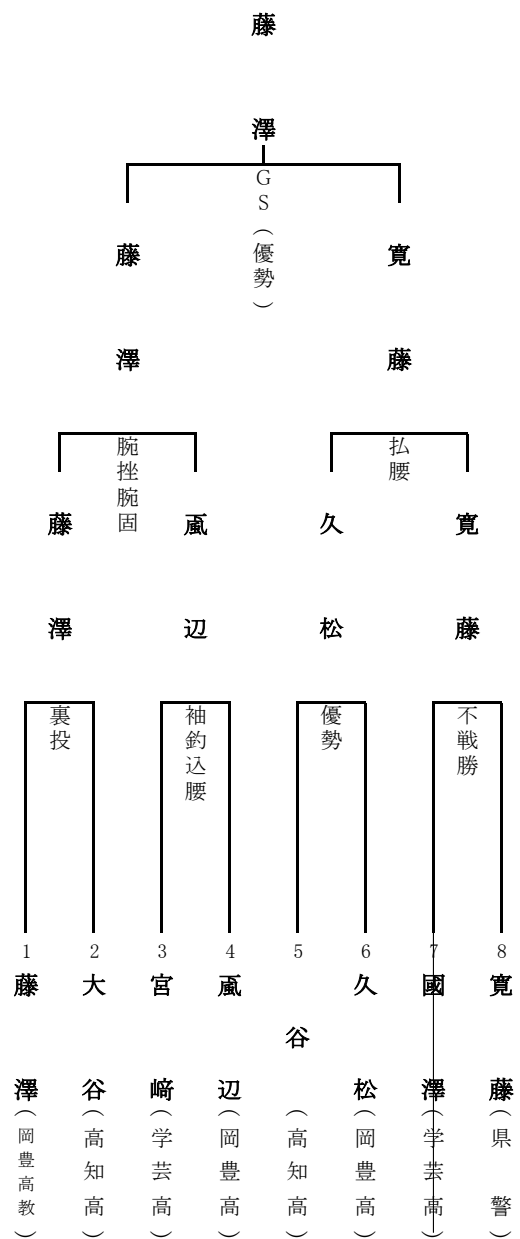 藤澤
GS（優勢）
藤澤
寛藤
腕挫腕固
払腰
藤澤
颪辺
久松
寛藤
裏投
袖釣込腰
優勢
不戦勝
1
2
3
4
5
6
7
8
藤澤（岡豊高教）
大谷（高知高）
宮﨑（学芸高）
颪辺（岡豊高）
谷（高知高）
久松（岡豊高）
國澤（学芸高）
寛藤（県警）